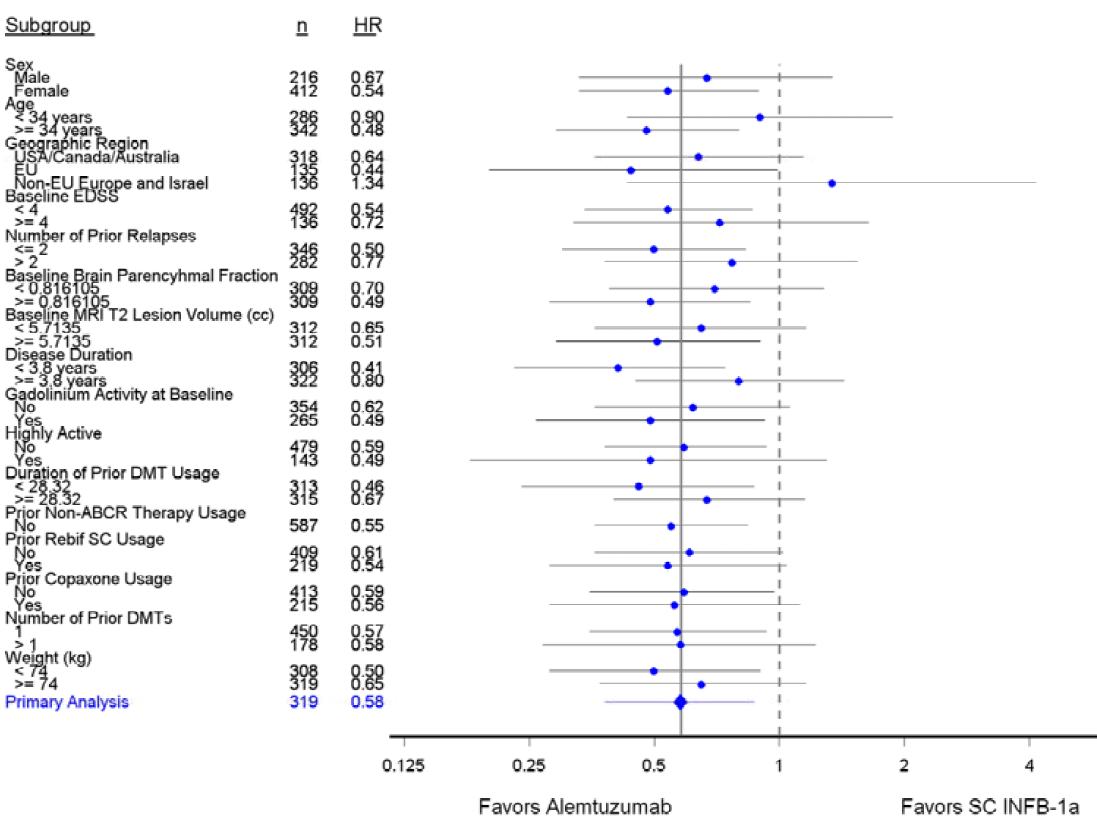 Subgroup n HR
Sex
Male 216 0.67
Female 412 0.54
Age
< 34 years 286 0.90
>= 34 years 342 0.48
Geographic Region
USA/Canada/Australia 318 0.64
EU 135 0.44
Non-EU Europe and Israel 136 1.34
Baseline EDSS
< 4 492 0.54
>= 4 136 0.72
Number of Prior Relapses
<= 2 346 0.50
> 2 282 0.77
Baseline Brain Parencyhmal Fraction
< 0.816105 309 0.70
>= 0.816105 309 0.49
Baseline MRI T2 Lesion Volume (cc)
< 5.7135 312 0.65
>= 5.7135 312 0.51
Disease Duration
< 3.8 years 306 0.41
>= 3.8 years 322 0.80
Gadolinium Activity at Baseline
No 354 0.62
Yes 265 0.49
Highly Active
No 479 0.59
Yes 143 0.49
Duration of Prior DMT Usage
< 28.32 313 0.46
>= 28.32 315 0.67
Prior Non-ABCR Therapy Usage
No 587 0.55
Prior Rebif SC Usage
No 409 0.61
Yes 219 0.54
Prior Copaxone Usage
No 413 0.59
Yes 215 0.56
Number of Prior DMTs
1 450 0.57
> 1 178 0.58
Weight (kg)
< 74 308 0.50
>= 74 319 0.65
Primary Analysis 319 0.58
0.125 0.25 0.5 1 2 4
Favors Alemtuzumab Favors SC INFB-1a